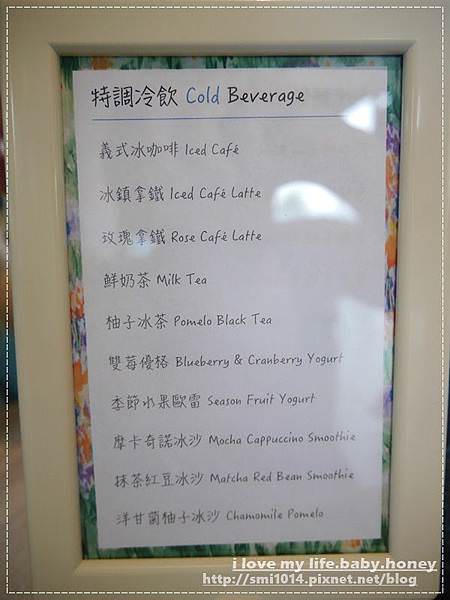 特調冷飲 Cold Beverage
義式冰咖啡 Iced Café
冰鎮拿鐵 Iced Café Latte
玫瑰拿鐵 Rose Café Latte
鮮奶茶 Milk Tea
柚子冰茶 Pomelo Black Tea
雙莓優格 Blueberry & Cranberry Yogurt
季節水果歐蕾 Season Fruit Yogurt
摩卡奇諾冰沙 Mocha Cappuccino Smoothie
抹茶紅豆冰沙 Matcha Red Bean Smoothie
洋甘菊柚子冰沙 Chamomile Pomelo
i love my life.baby.honey
http://smi1014.pixnet.net/blog